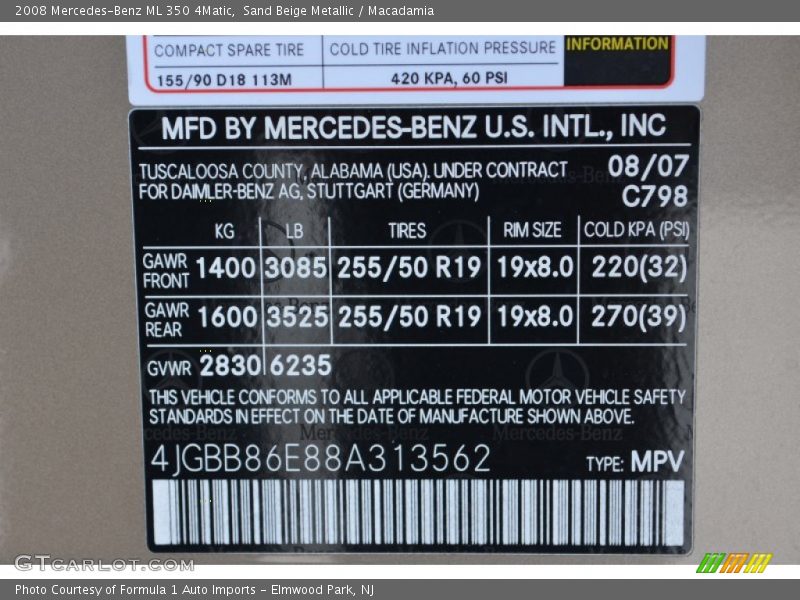 2008 Mercedes-Benz ML 350 4Matic, Sand Beige Metallic / Macadamia
COMPACT SPARE TIRE COLD TIRE INFLATION PRESSURE INFORMATION
155/90 D18 113M 420 KPA, 60 PSI
MFD BY MERCEDES-BENZ U.S. INTL., INC
TUSCALOOSA COUNTY, ALABAMA (USA). UNDER CONTRACT 08/07
FOR DAIMLER-BENZ AG, STUTTGART (GERMANY) C798
KG LB TIRES RIM SIZE COLD KPA (PSI)
GAWR FRONT 1400 3085 255/50 R19 19x8.0 220(32)
GAWR REAR 1600 3525 255/50 R19 19x8.0 270(39)
GVWR 2830 6235
THIS VEHICLE CONFORMS TO ALL APPLICABLE FEDERAL MOTOR VEHICLE SAFETY
STANDARDS IN EFFECT ON THE DATE OF MANUFACTURE SHOWN ABOVE.
4JGBB86E88A313562 TYPE: MPV
GTCarLot.com
Photo Courtesy of Formula 1 Auto Imports - Elmwood Park, NJ